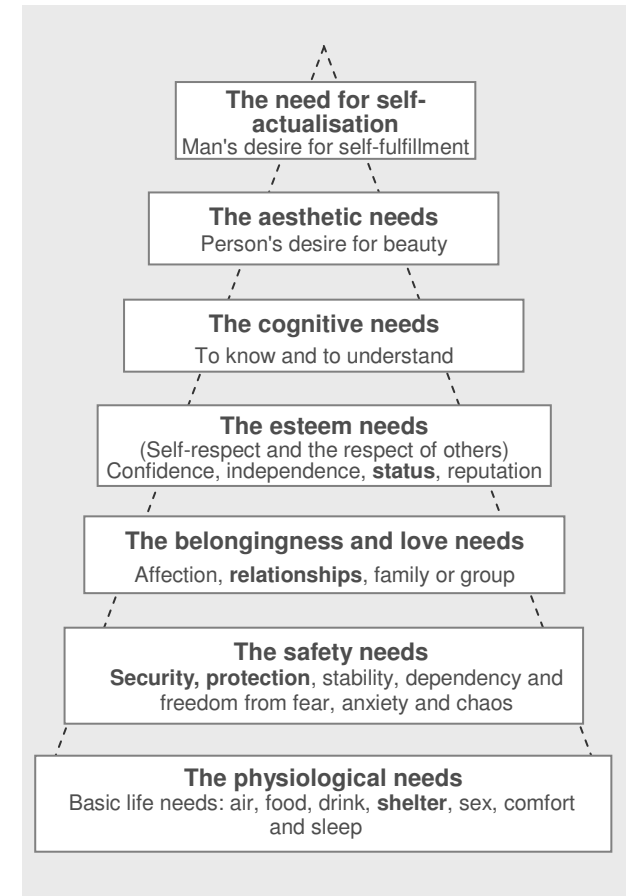 The need for self-
actualisation
Man's desire for self-fulfillment
The aesthetic needs
Person's desire for beauty
The cognitive needs
To know and to understand
The esteem needs
(Self-respect and the respect of others)
Confidence, independence, status, reputation
The belongingness and love needs
Affection, relationships, family or group
The safety needs
Security, protection, stability, dependency and
freedom from fear, anxiety and chaos
The physiological needs
Basic life needs: air, food, drink, shelter, sex, comfort
and sleep